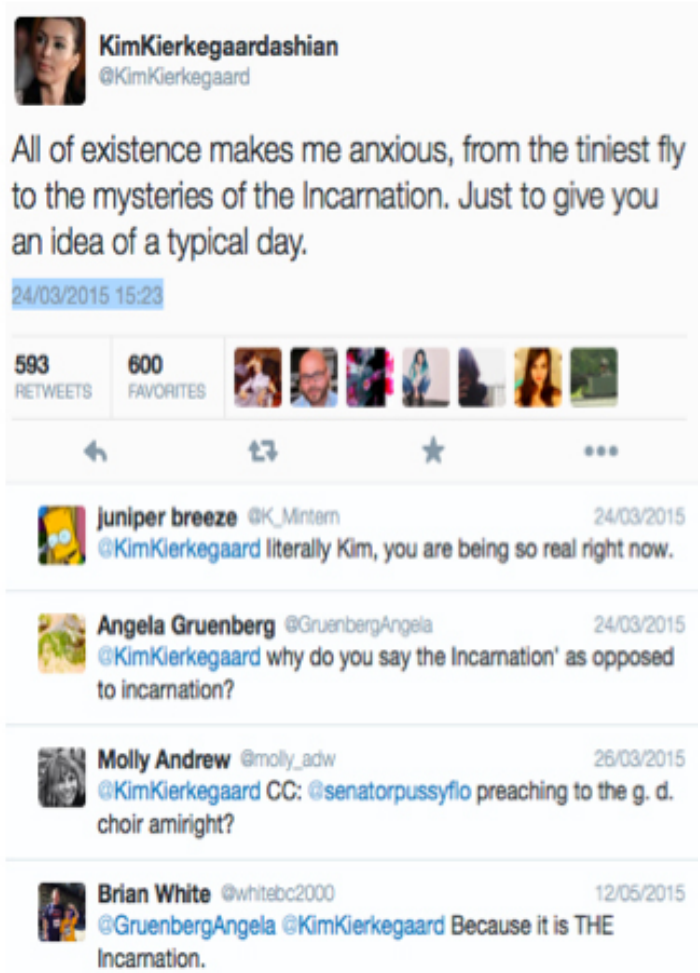 KimKierkegaardashian
@KimKierkegaard
All of existence makes me anxious, from the tiniest fly
to the mysteries of the Incarnation. Just to give you
an idea of a typical day.
24/03/2015 15:23
593
RETWEETS
600
FAVORITES
juniper breeze @K_Mintern 24/03/2015
@KimKierkegaard literally Kim, you are being so real right now.
Angela Gruenberg @GruenbergAngela 24/03/2015
@KimKierkegaard why do you say the Incarnation' as opposed
to incarnation?
Molly Andrew @molly_adw 26/03/2015
@KimKierkegaard CC: @senatorpussyflo preaching to the g. d.
choir amiright?
Brian White @whitebc2000 12/05/2015
@GruenbergAngela @KimKierkegaard Because it is THE
Incarnation.